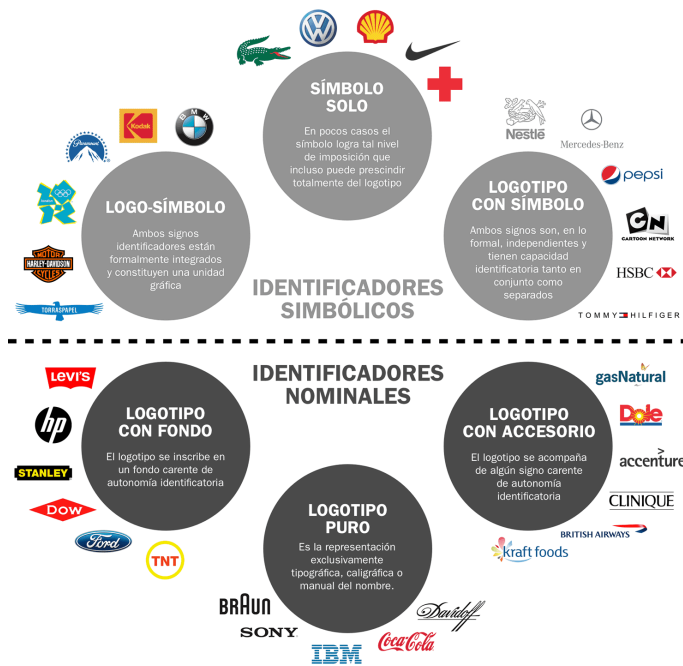 SÍMBOLO
SOLO
En pocos casos el
símbolo logra tal nivel
de imposición que
incluso puede prescindir
totalmente del logotipo
Kodak
BMW
Paramount
LOGO-SÍMBOLO
Ambos signos
identificadores están
formalmente integrados
y constituyen una unidad
gráfica
MOTOR
HARLEY-DAVIDSON
CYCLES
TORRASPAPEL
Nestlé
Mercedes-Benz
pepsi
CN
CARTOON NETWORK
HSBC
TOMMY HILFIGER
LOGOTIPO
CON SÍMBOLO
Ambos signos son, en lo
formal, independientes y
tienen capacidad
identificatoria tanto en
conjunto como
separados
IDENTIFICADORES
SIMBÓLICOS
IDENTIFICADORES
NOMINALES
LEVI'S
hp
STANLEY
DOW
Ford
TNT
LOGOTIPO
CON FONDO
El logotipo se inscribe en
un fondo carente de
autonomía identificatoria
LOGOTIPO
PURO
Es la representación
exclusivamente
tipográfica, caligráfica o
manual del nombre.
BRAUN
SONY
IBM
Coca-Cola
Davidoff
LOGOTIPO
CON ACCESORIO
El logotipo se acompaña
de algún signo carente
de autonomía
identificatoria
gasNatural
Dole
accenture
CLINIQUE
BRITISH AIRWAYS
kraft foods